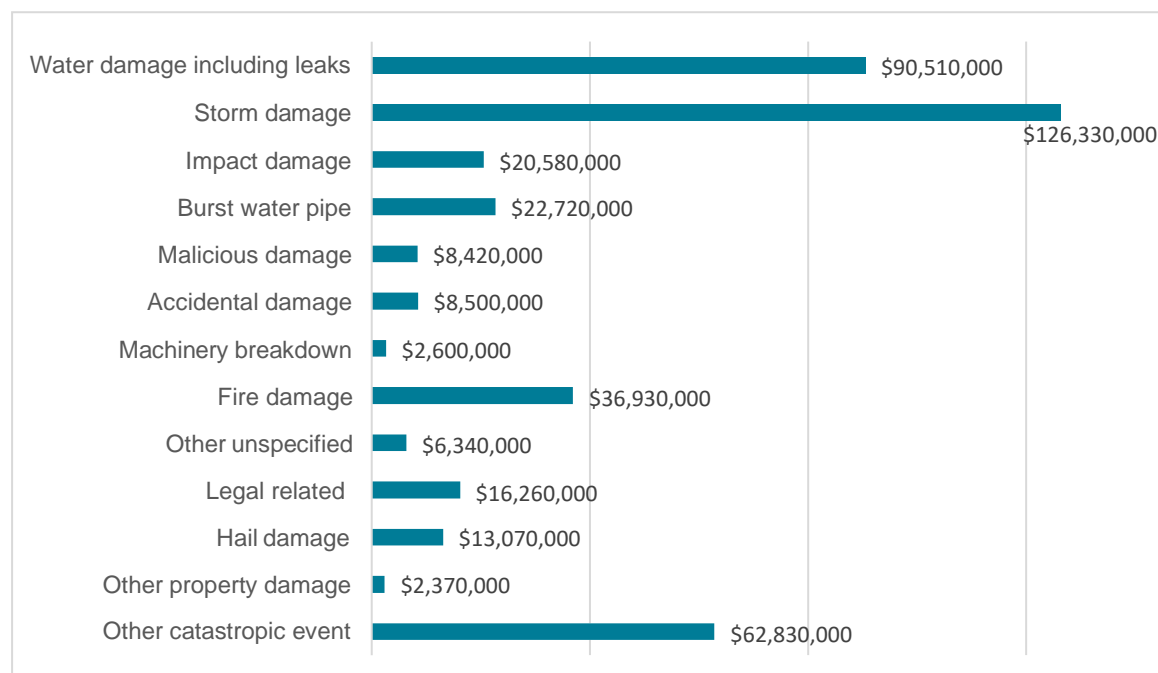 Water damage including leaks $90,510,000
Storm damage $126,330,000
Impact damage $20,580,000
Burst water pipe $22,720,000
Malicious damage $8,420,000
Accidental damage $8,500,000
Machinery breakdown $2,600,000
Fire damage $36,930,000
Other unspecified $6,340,000
Legal related $16,260,000
Hail damage $13,070,000
Other property damage $2,370,000
Other catastropic event $62,830,000